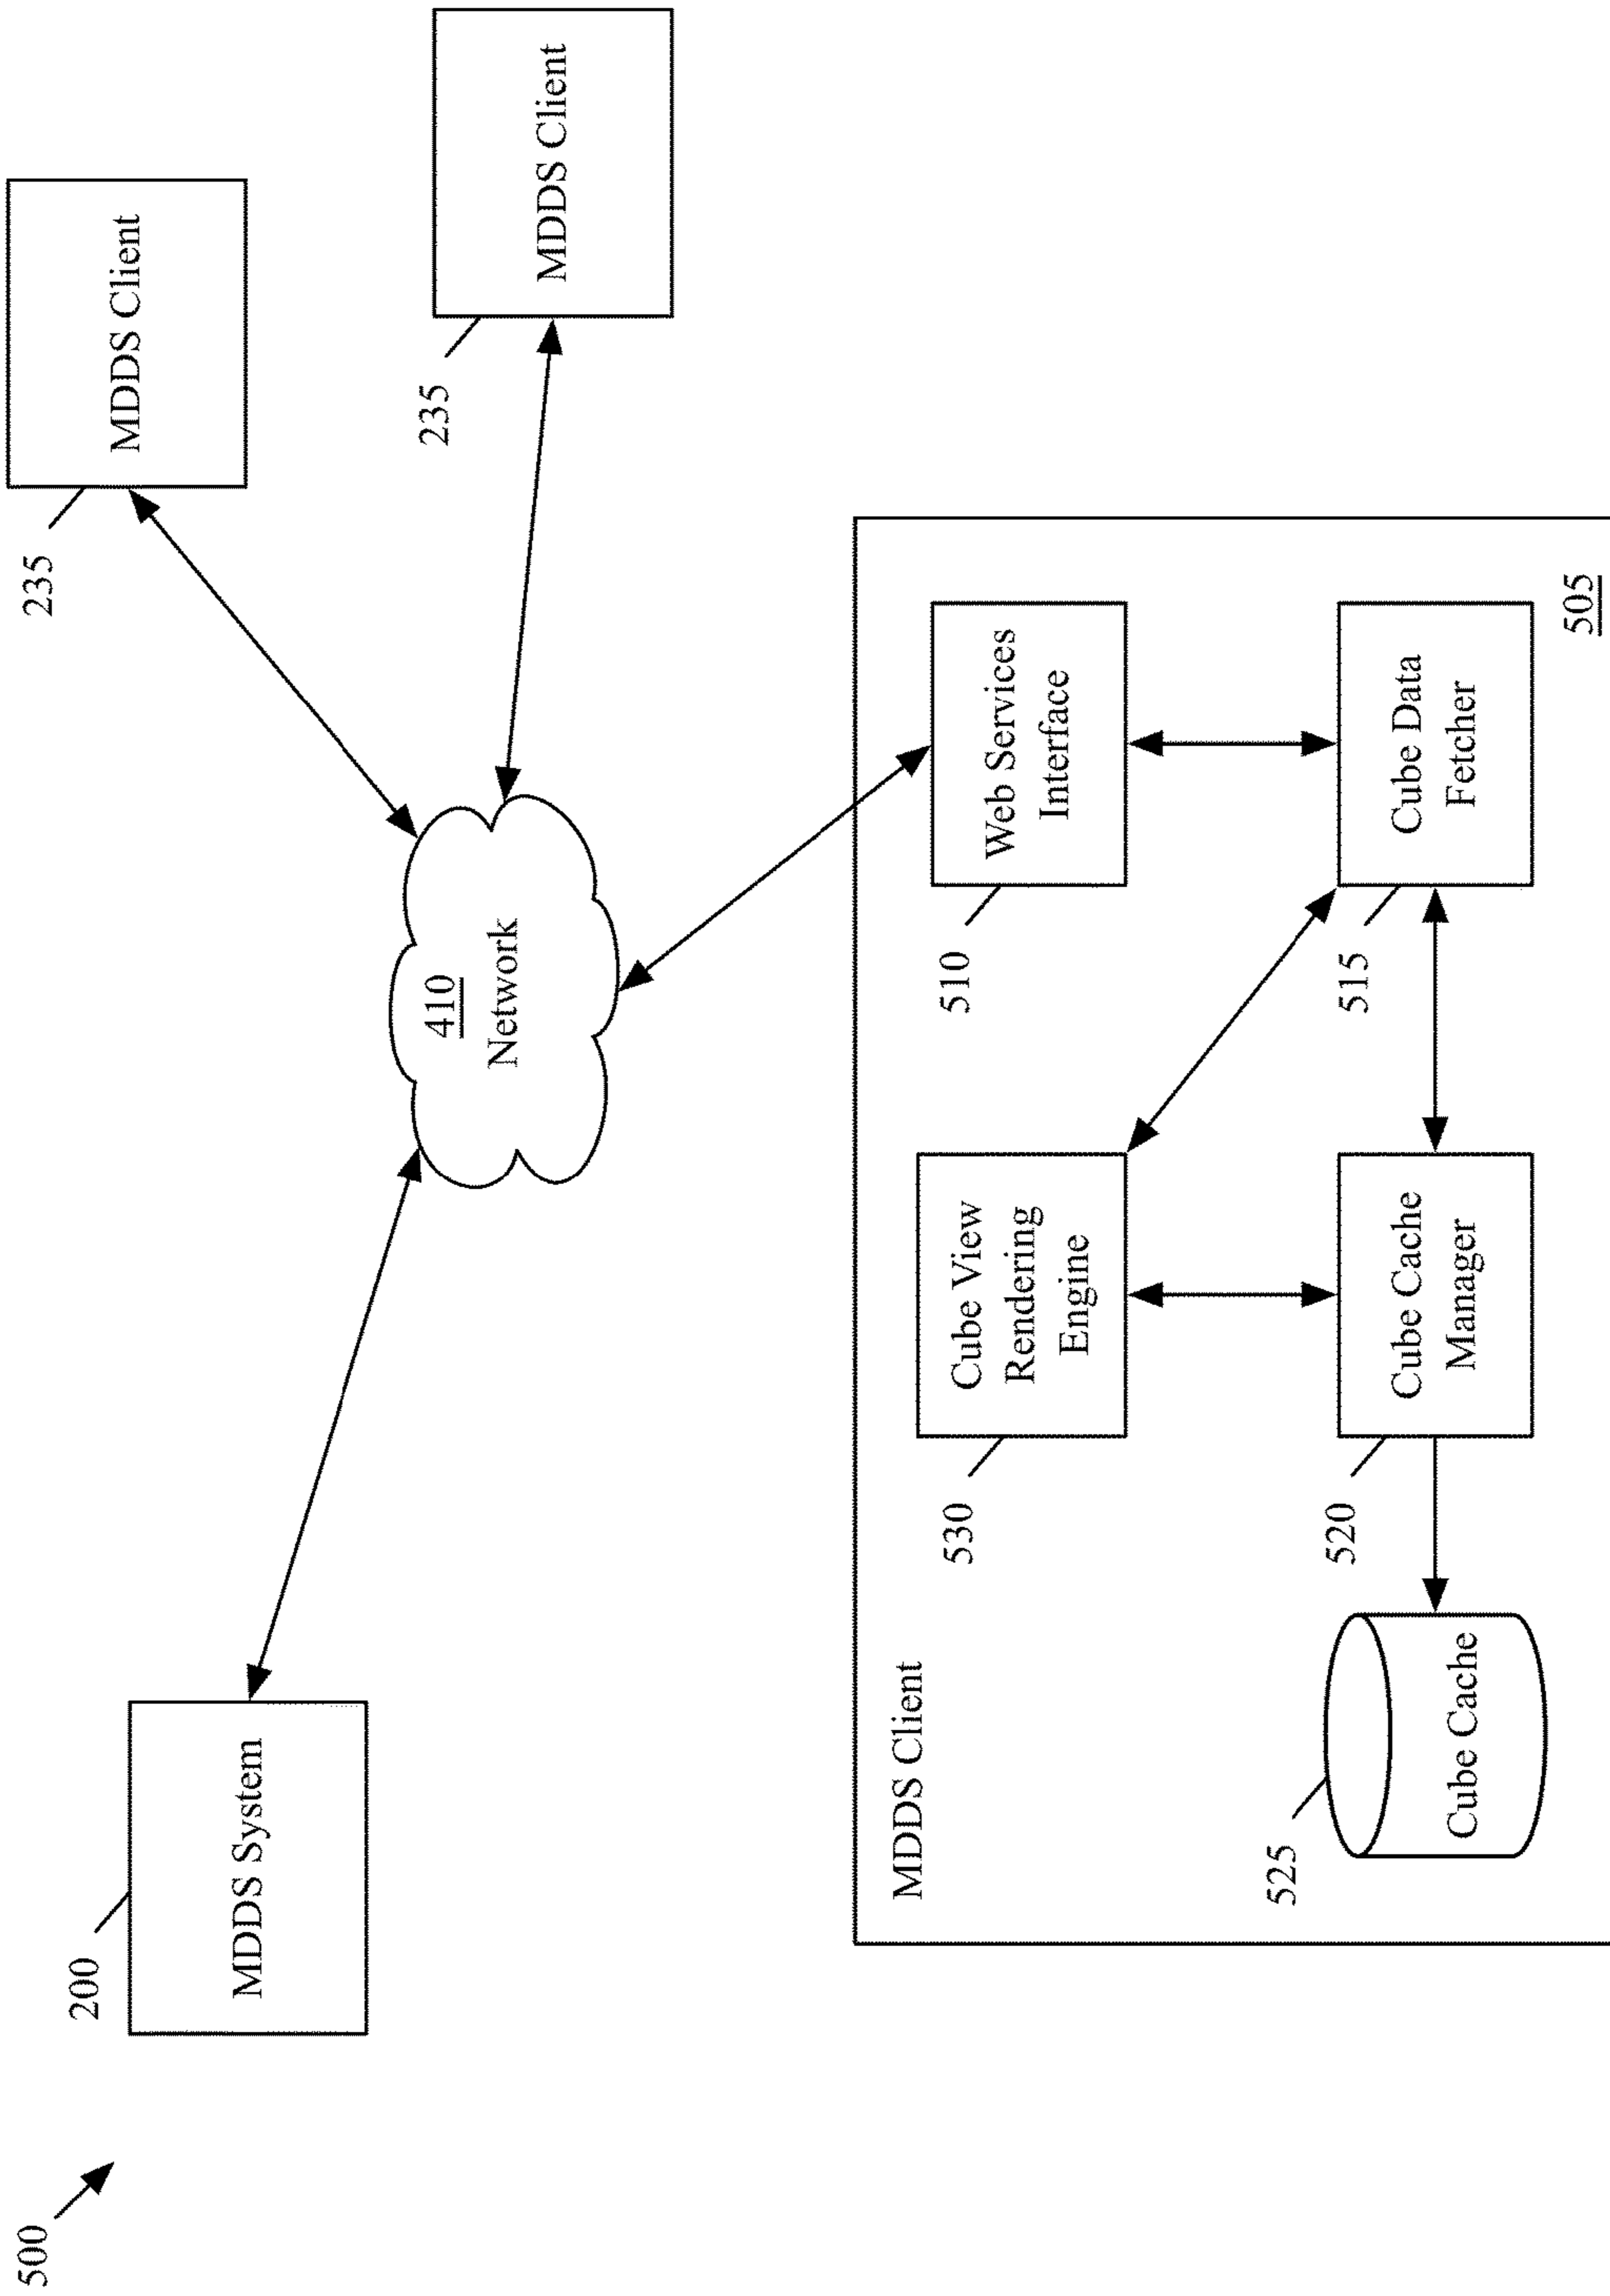 500
200
MDDS System
410
Network
235
MDDS Client
235
MDDS Client
MDDS Client
530
Cube View
Rendering
Engine
510
Web Services
Interface
525
Cube Cache
520
Cube Cache
Manager
515
Cube Data
Fetcher
505